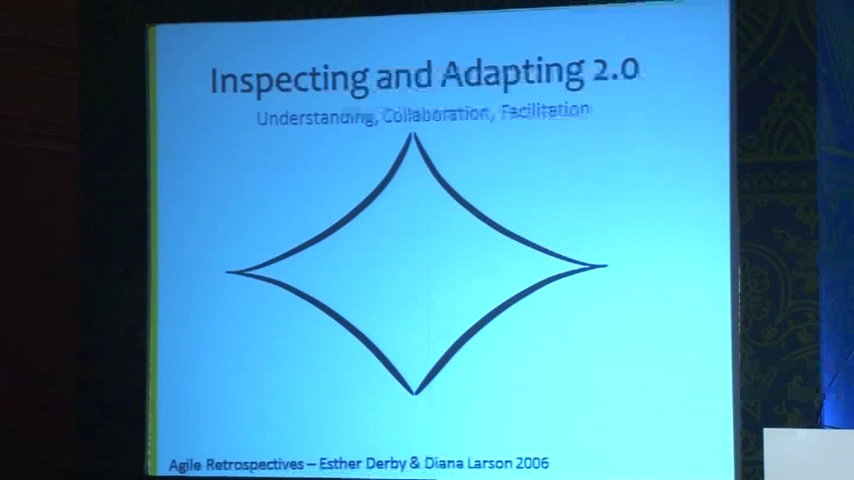 Inspecting and Adapting 2.0
Understanding, Collaboration, Facilitation
Agile Retrospectives – Esther Derby & Diana Larson 2006